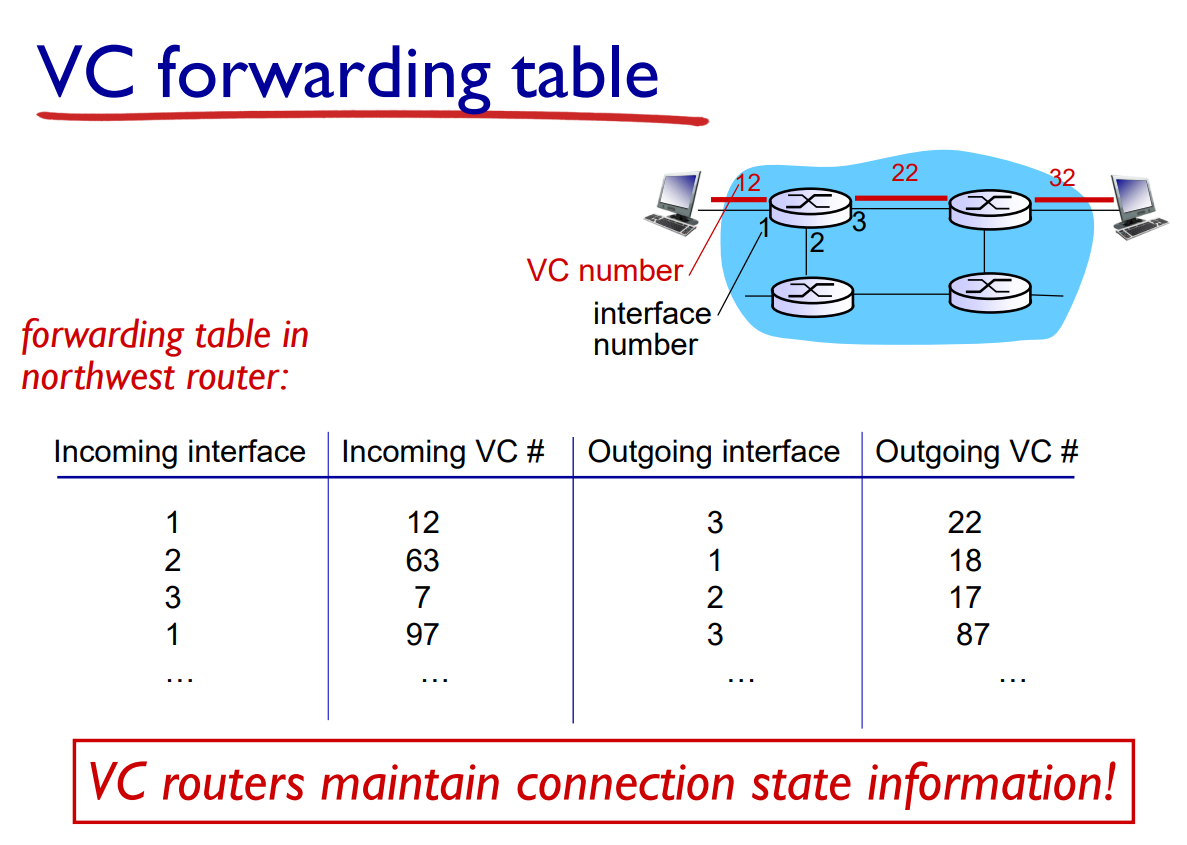 VC forwarding table
12
22
32
1
2
3
VC number
interface
number
forwarding table in
northwest router:
Incoming interface Incoming VC # Outgoing interface Outgoing VC #
1 12 3 22
2 63 1 18
3 7 2 17
1 97 3 87
… … … …
VC routers maintain connection state information!